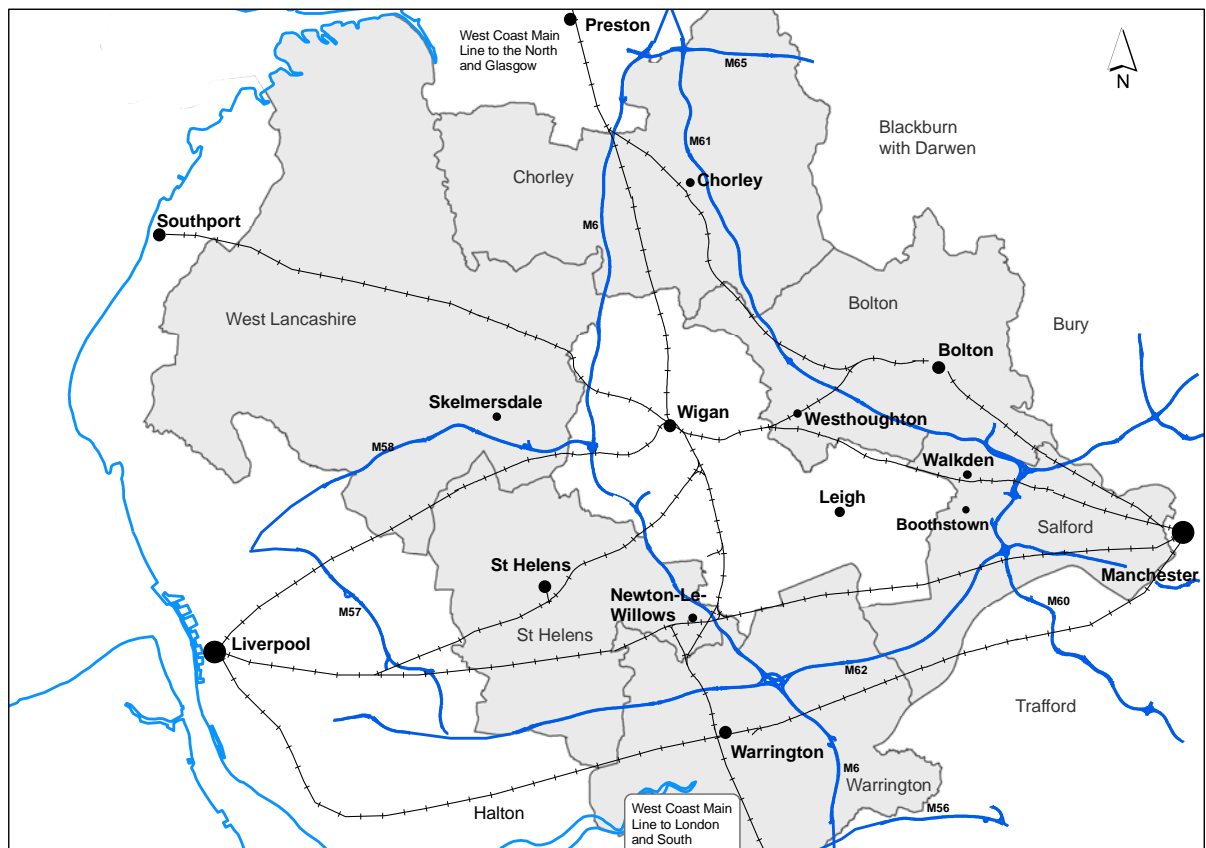 Preston
West Coast Main
Line to the North
and Glasgow
M65
N
Blackburn
with Darwen
M61
Chorley
Chorley
Southport
M6
Bolton
West Lancashire
Bury
Bolton
Skelmersdale
Wigan
Westhoughton
M58
Walkden
Leigh
Boothstown
Salford
St Helens
Manchester
Newton-Le-
Willows
M57
M60
St Helens
Liverpool
M62
Trafford
Warrington
M6
Warrington
Halton
West Coast Main
Line to London
and South
M56